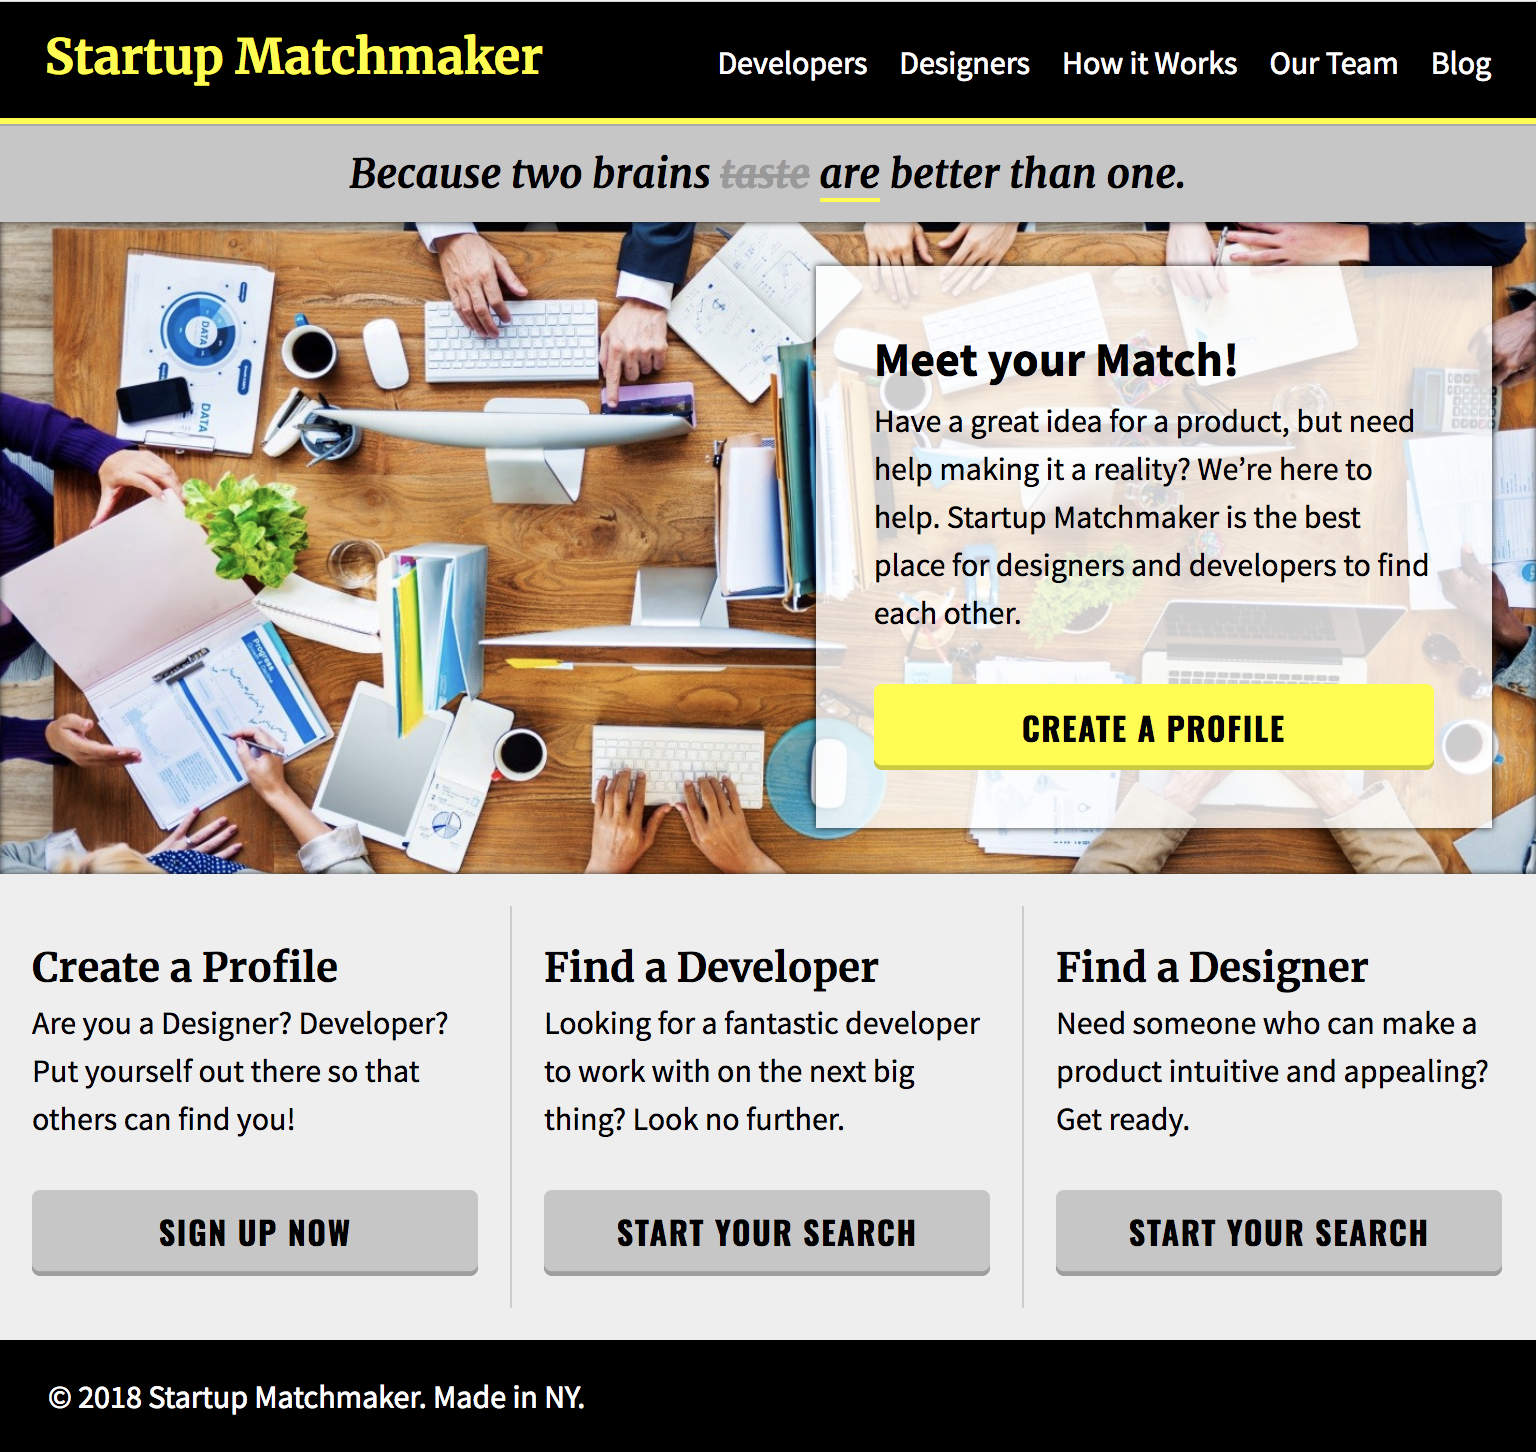 Startup Matchmaker
Developers Designers How it Works Our Team Blog
Because two brains taste are better than one.
DATA
DATA
Progress
Meet your Match!
Have a great idea for a product, but need
help making it a reality? We’re here to
help. Startup Matchmaker is the best
place for designers and developers to find
each other.
CREATE A PROFILE
Create a Profile
Are you a Designer? Developer?
Put yourself out there so that
others can find you!
SIGN UP NOW
Find a Developer
Looking for a fantastic developer
to work with on the next big
thing? Look no further.
START YOUR SEARCH
Find a Designer
Need someone who can make a
product intuitive and appealing?
Get ready.
START YOUR SEARCH
© 2018 Startup Matchmaker. Made in NY.